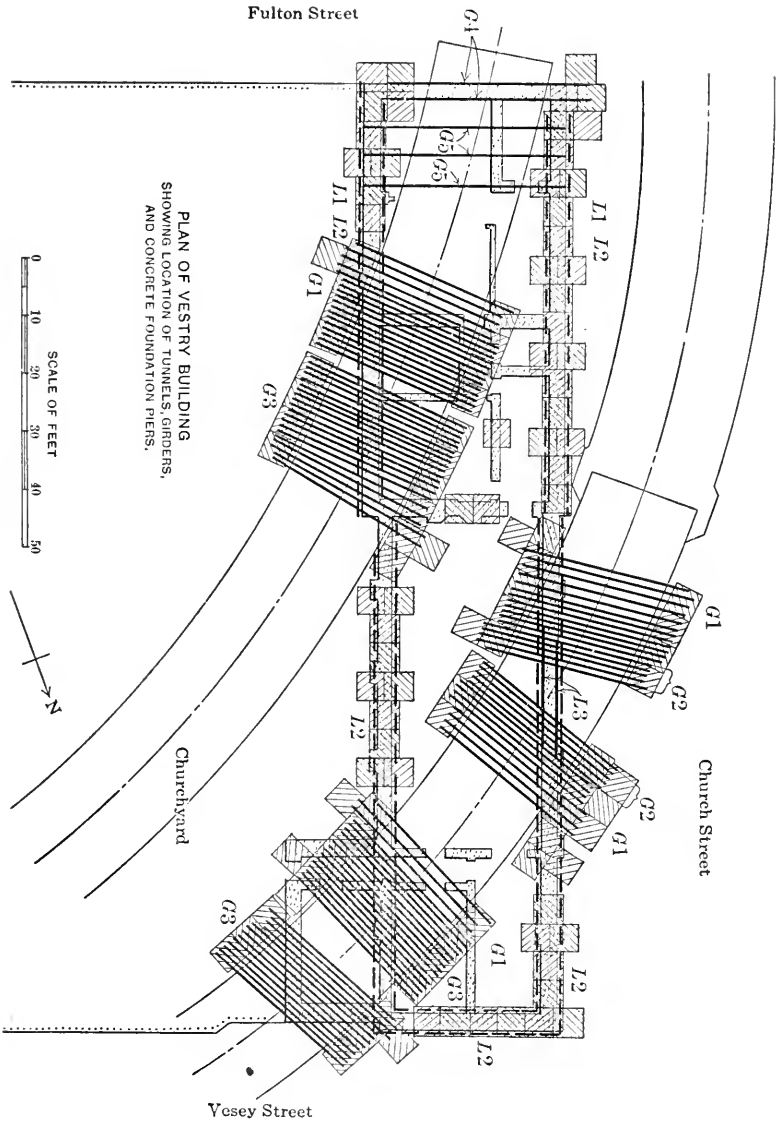 Fulton Street
G4
G5
G5
L1 L2
L1 L2
G1
G3
PLAN OF VESTRY BUILDING
SHOWING LOCATION OF TUNNELS, GIRDERS,
AND CONCRETE FOUNDATION PIERS.
0 10 20 30 40 50
SCALE OF FEET
N
G1
G2
L3
Church Street
G2
G1
L2
Churchyard
G3
G1
G3
L2
L2
Vesey Street